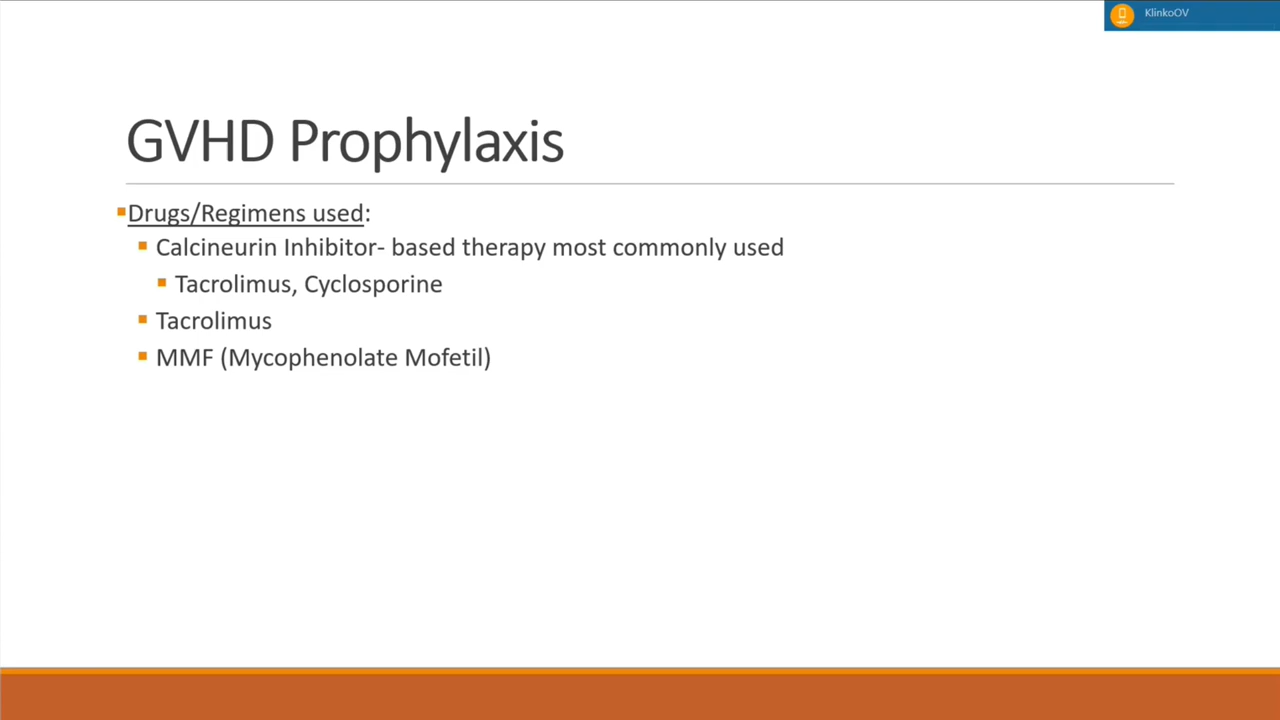 KlinkoOV
GVHD Prophylaxis
Drugs/Regimens used:
Calcineurin Inhibitor- based therapy most commonly used
Tacrolimus, Cyclosporine
Tacrolimus
MMF (Mycophenolate Mofetil)